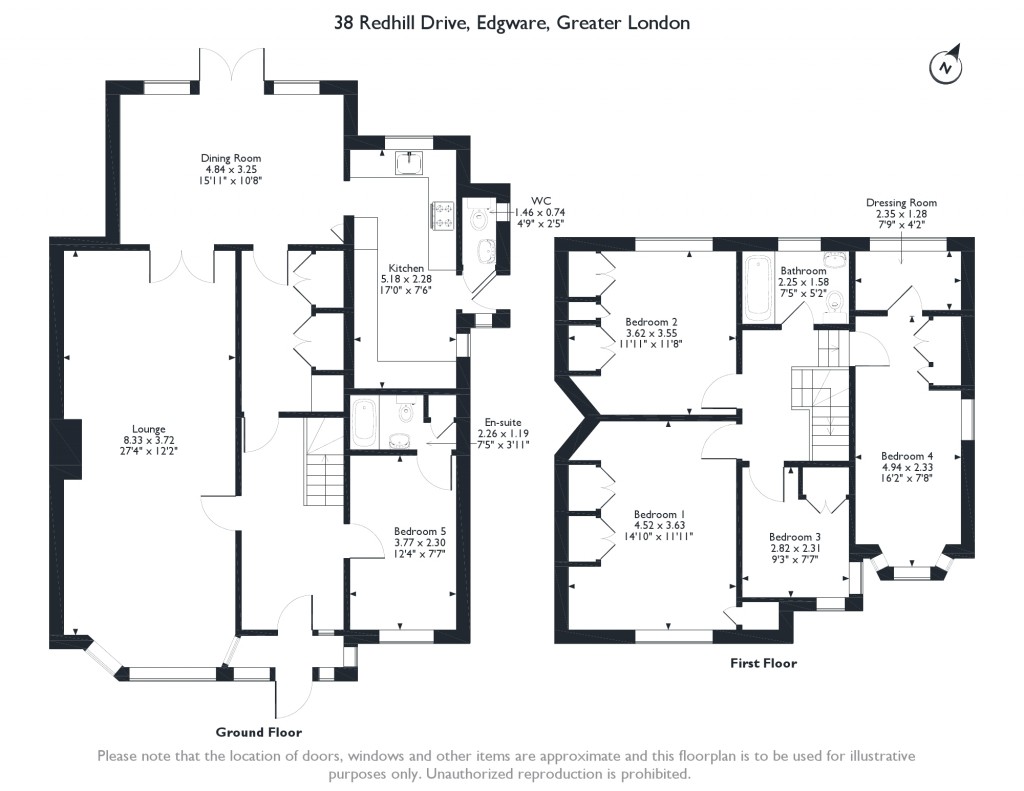 38 Redhill Drive, Edgware, Greater London
N
Dining Room
4.84 x 3.25
15'11" x 10'8"
WC
1.46 x 0.74
4'9" x 2'5"
Kitchen
5.18 x 2.28
17'0" x 7'6"
Lounge
8.33 x 3.72
27'4" x 12'2"
En-suite
2.26 x 1.19
7'5" x 3'11"
Bedroom 5
3.77 x 2.30
12'4" x 7'7"
Ground Floor
Dressing Room
2.35 x 1.28
7'9" x 4'2"
Bathroom
2.25 x 1.58
7'5" x 5'2"
Bedroom 2
3.62 x 3.55
11'11" x 11'8"
Bedroom 4
4.94 x 2.33
16'2" x 7'8"
Bedroom 1
4.52 x 3.63
14'10" x 11'11"
Bedroom 3
2.82 x 2.31
9'3" x 7'7"
First Floor
Please note that the location of doors, windows and other items are approximate and this floorplan is to be used for illustrative
purposes only. Unauthorized reproduction is prohibited.